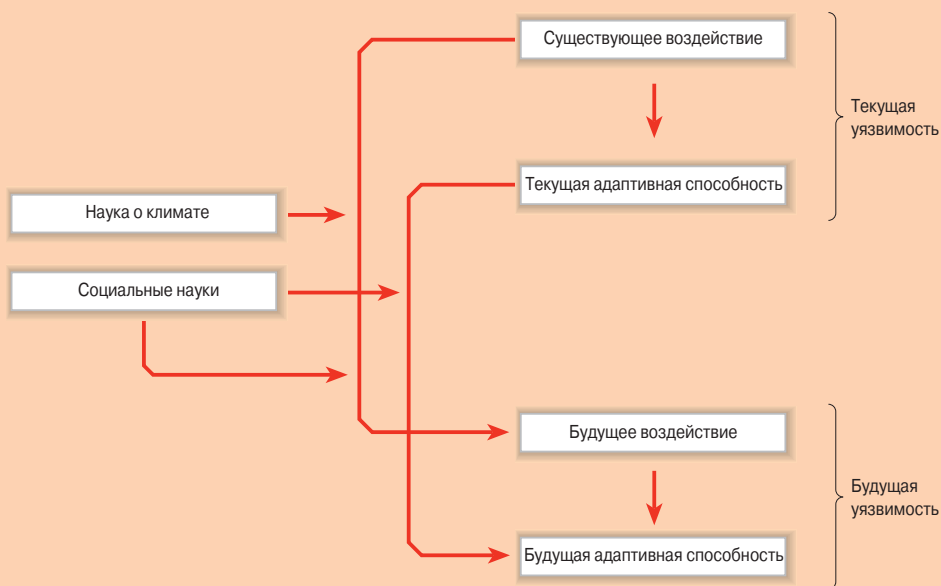 Существующее воздействие
Текущая
уязвимость
Текущая адаптивная способность
Наука о климате
Социальные науки
Будущее воздействие
Будущая
уязвимость
Будущая адаптивная способность